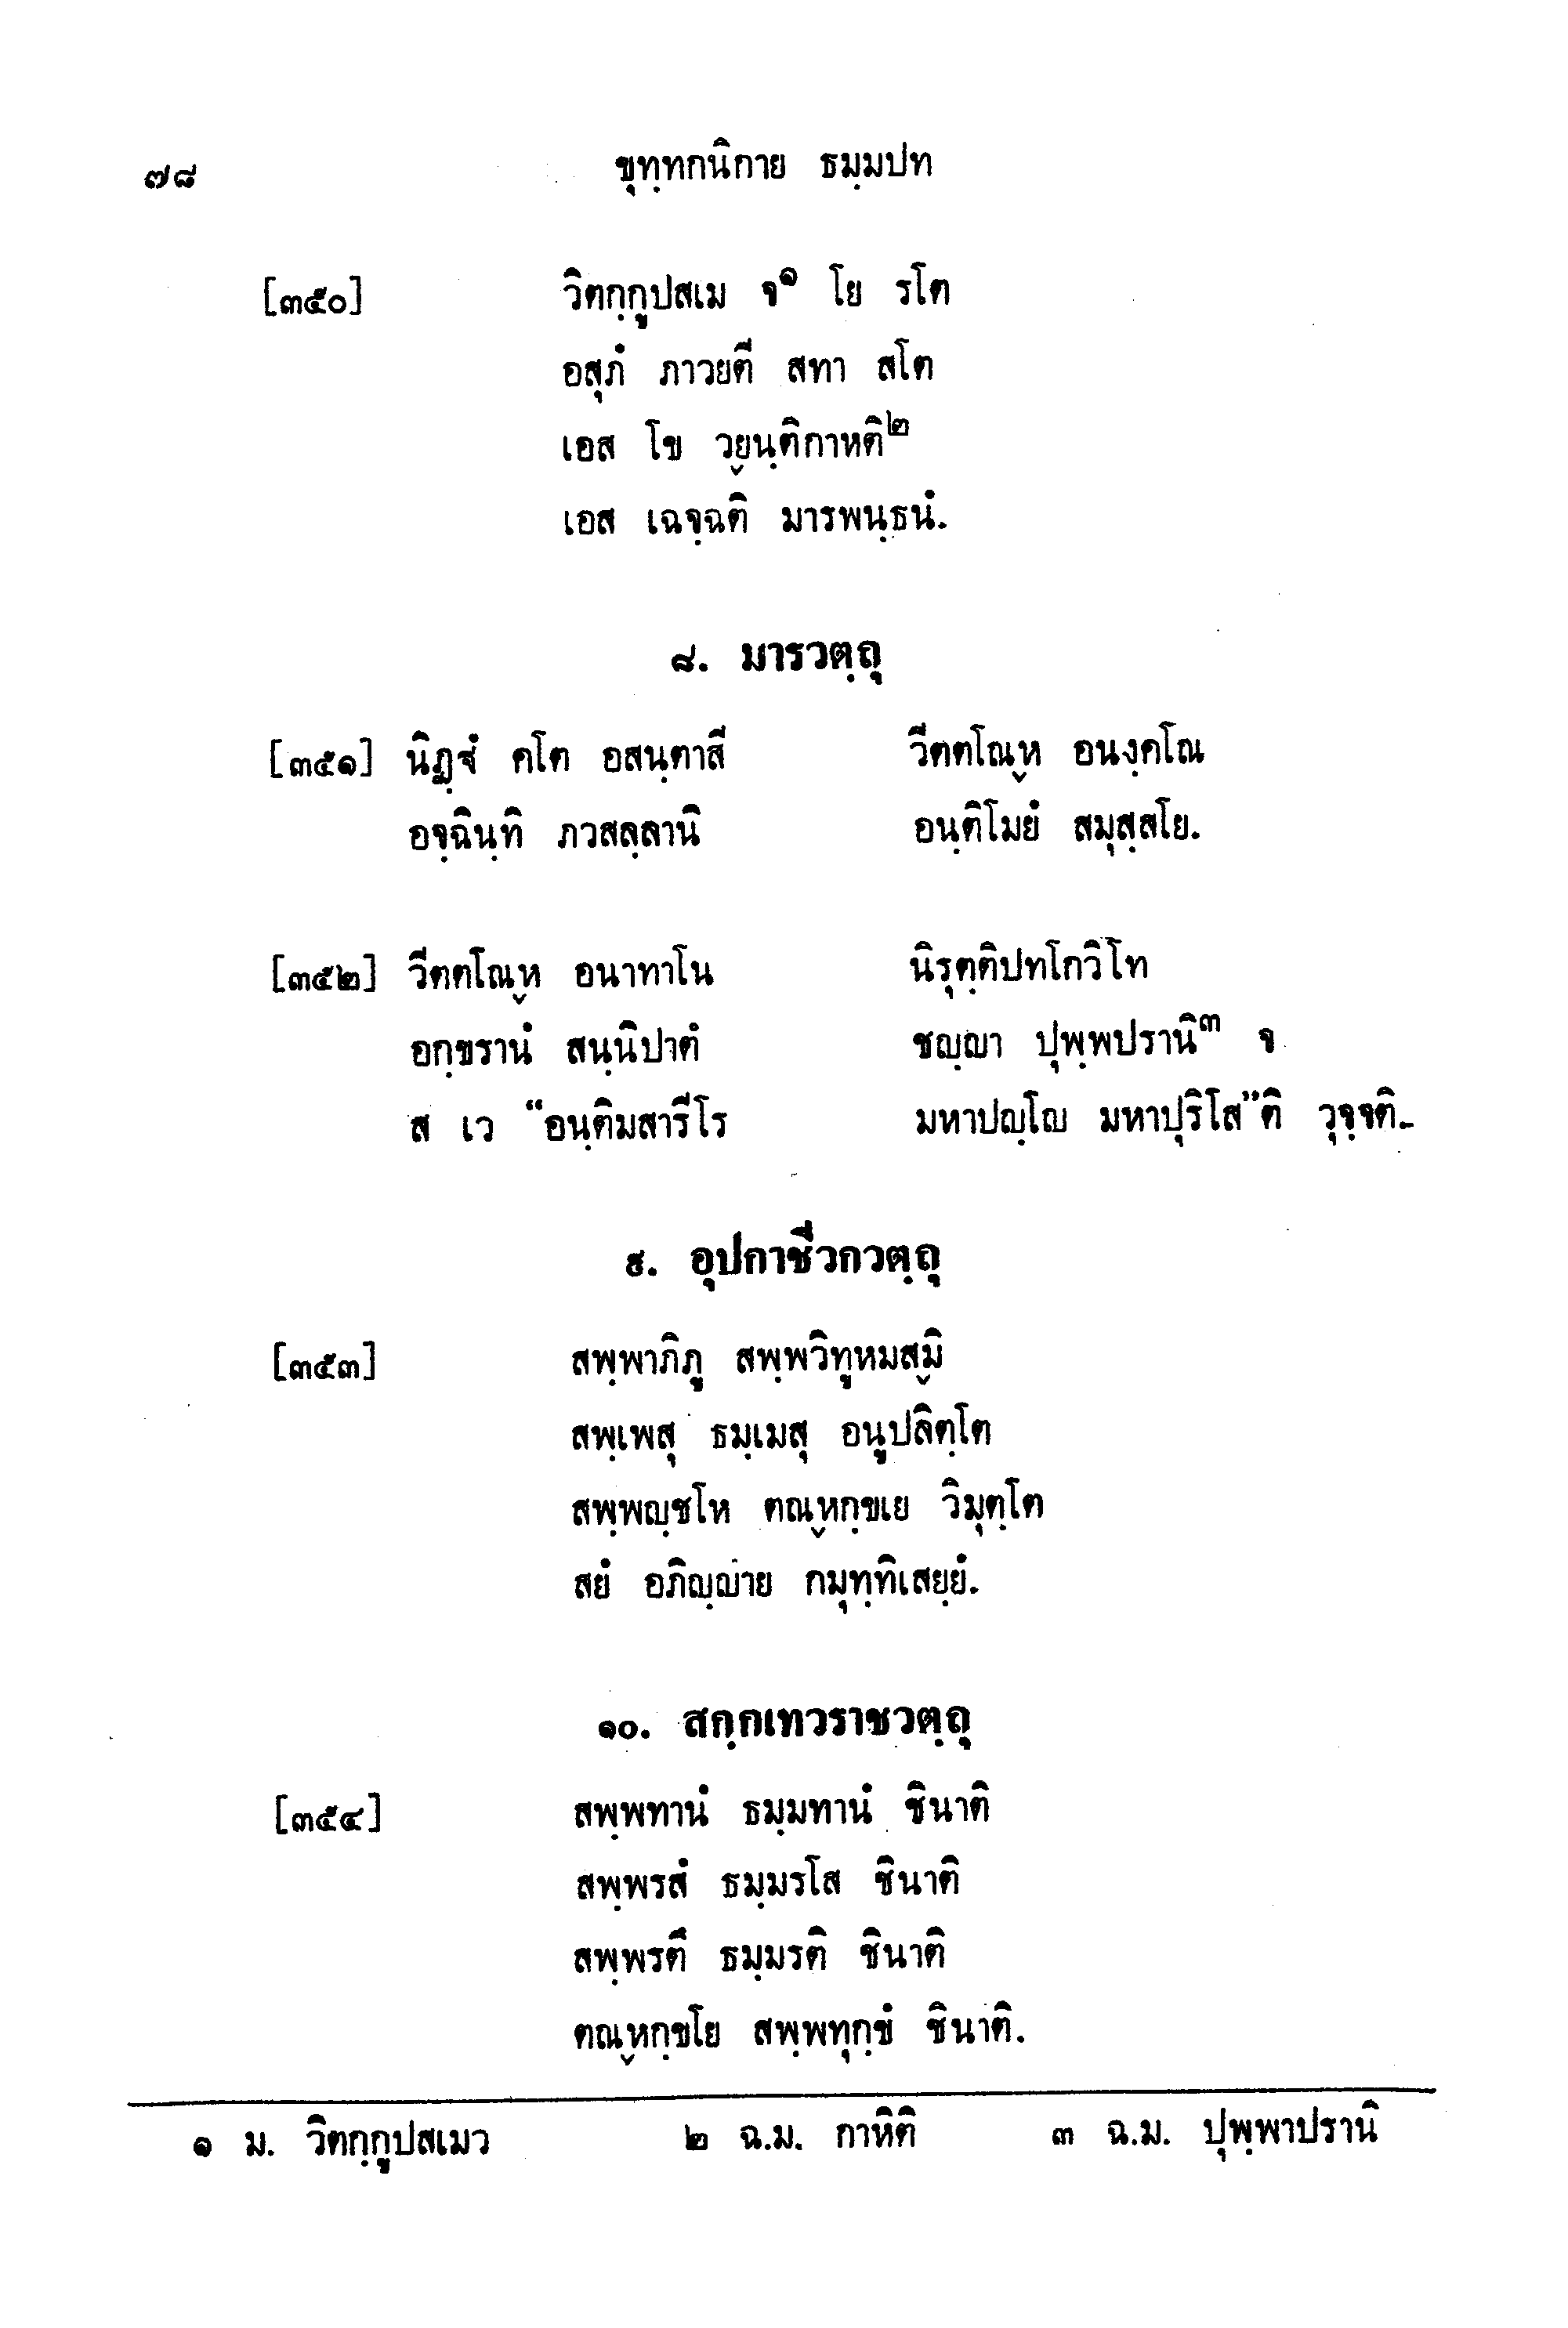 ๗๘ ขุทฺทกนิกาย ธมฺมปท
[๓๕๐] วิตกฺกูปสเม จ๑ โย รโต
อสุภํ ภาวยตี สทา สโต
เอส โข วฺยนฺติกาหติ๒
เอส เฉจฺฉติ มารพนฺธนํ.
๘. มารวตฺถุ
[๓๕๑] นิฏฺฐํ คโต อสนฺตาสี วีตตโณฺห อนงฺคโณ
อจฺฉินฺทิ ภวสลฺลานิ อนฺติโมยํ สมุสฺสโย.
[๓๕๒] วีตตโณฺห อนาทาโน นิรุตฺติปทโกวิโท
อกฺขรานํ สนฺนิปาตํ ชญฺญา ปุพฺพปรานิ๓ จ
ส เว “อนฺติมสารีโร มหาปญฺโญ มหาปุริโส”ติ วุจฺจติ.
๙. อุปกาชีวกวตฺถุ
[๓๕๓] สพฺพาภิภู สพฺพวิทูหมสฺมิ
สพฺเพสุ ธมฺเมสุ อนูปลิตฺโต
สพฺพญฺชโห ตณฺหกฺขเย วิมุตฺโต
สยํ อภิญฺญาย กมุทฺทิเสยฺยํ.
๑๐. สกฺกเทวราชวตฺถุ
[๓๕๔] สพฺพทานํ ธมฺมทานํ ชินาติ
สพฺพรสํ ธมฺมรโส ชินาติ
สพฺพรตึ ธมฺมรติ ชินาติ
ตณฺหกฺขโย สพฺพทุกฺขํ ชินาติ.
๑ ม. วิตกฺกูปสเมว ๒ ฉ.ม. กาหิติ ๓ ฉ.ม. ปุพฺพาปรานิ